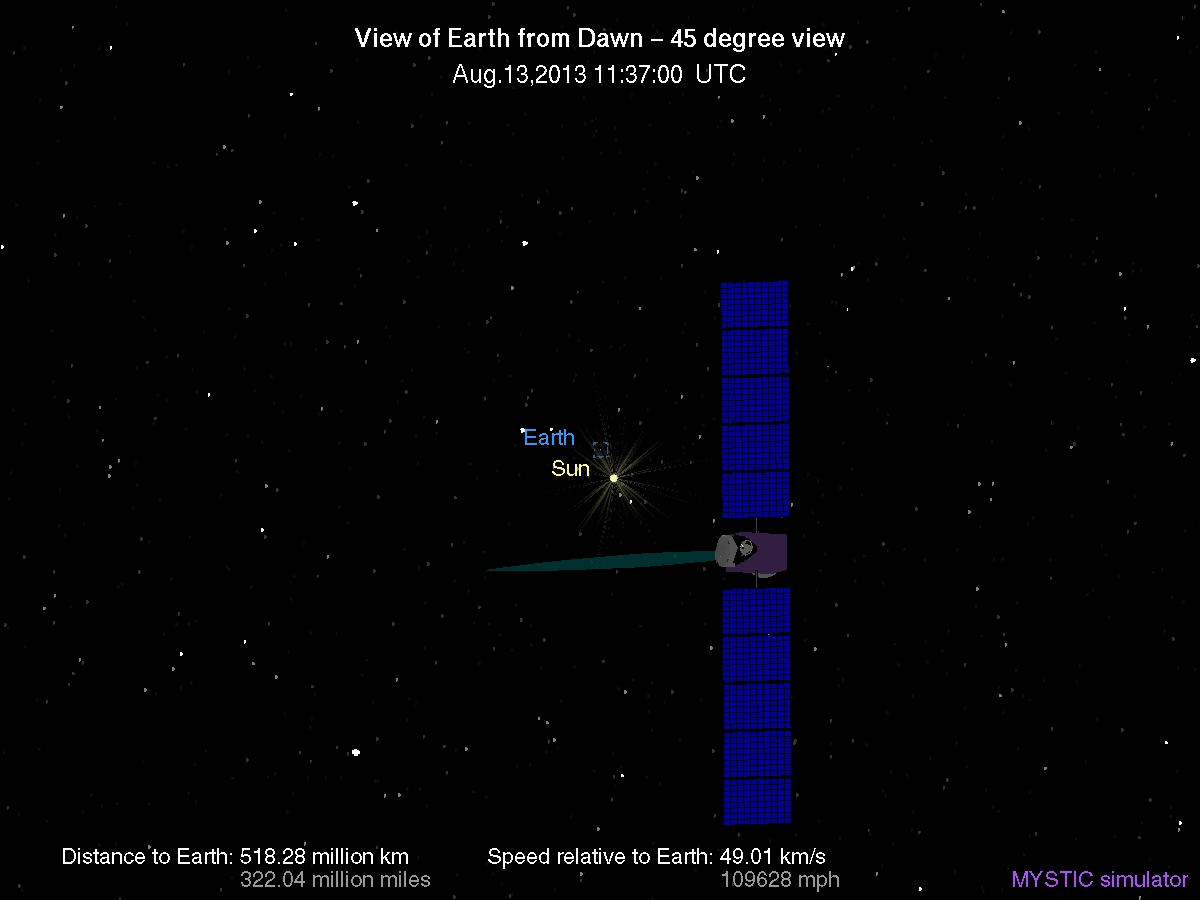 View of Earth from Dawn – 45 degree view
Aug.13,2013 11:37:00 UTC
Earth
Sun
Distance to Earth: 518.28 million km
322.04 million miles
Speed relative to Earth: 49.01 km/s
109628 mph
MYSTIC simulator